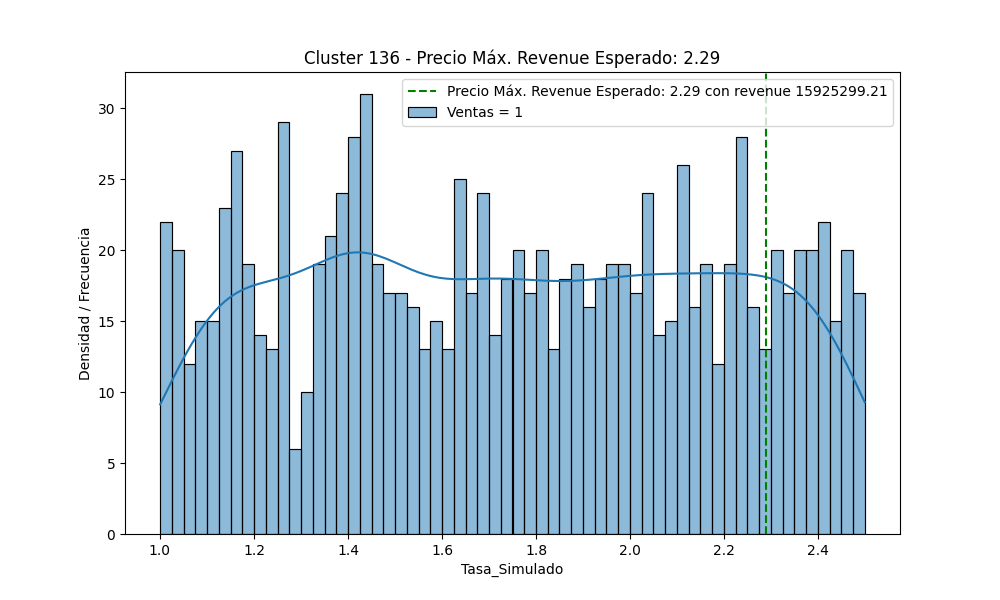 Cluster 136 - Precio Máx. Revenue Esperado: 2.29
Precio Máx. Revenue Esperado: 2.29 con revenue 15925299.21
Ventas = 1
Densidad / Frecuencia
30
25
20
15
10
5
0
1.0 1.2 1.4 1.6 1.8 2.0 2.2 2.4
Tasa_Simulado